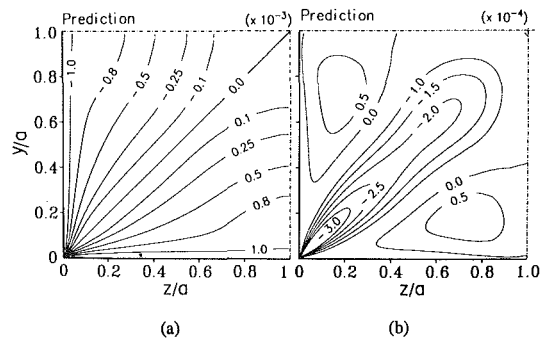 Prediction (x 10⁻³)
1.0
0.8
0.6
0.4
0.2
0
y/a
- 1.0
- 0.8
- 0.5
- 0.25
- 0.1
0.0
0.1
0.25
0.5
0.8
1.0
0 0.2 0.4 0.6 0.8 1
z/a
(a)
Prediction (x 10⁻⁴)
0.5
0.0
- 1.0
- 1.5
- 2.0
- 2.5
- 3.0
0.0
0.5
0 0.2 0.4 0.6 0.8 1.0
z/a
(b)